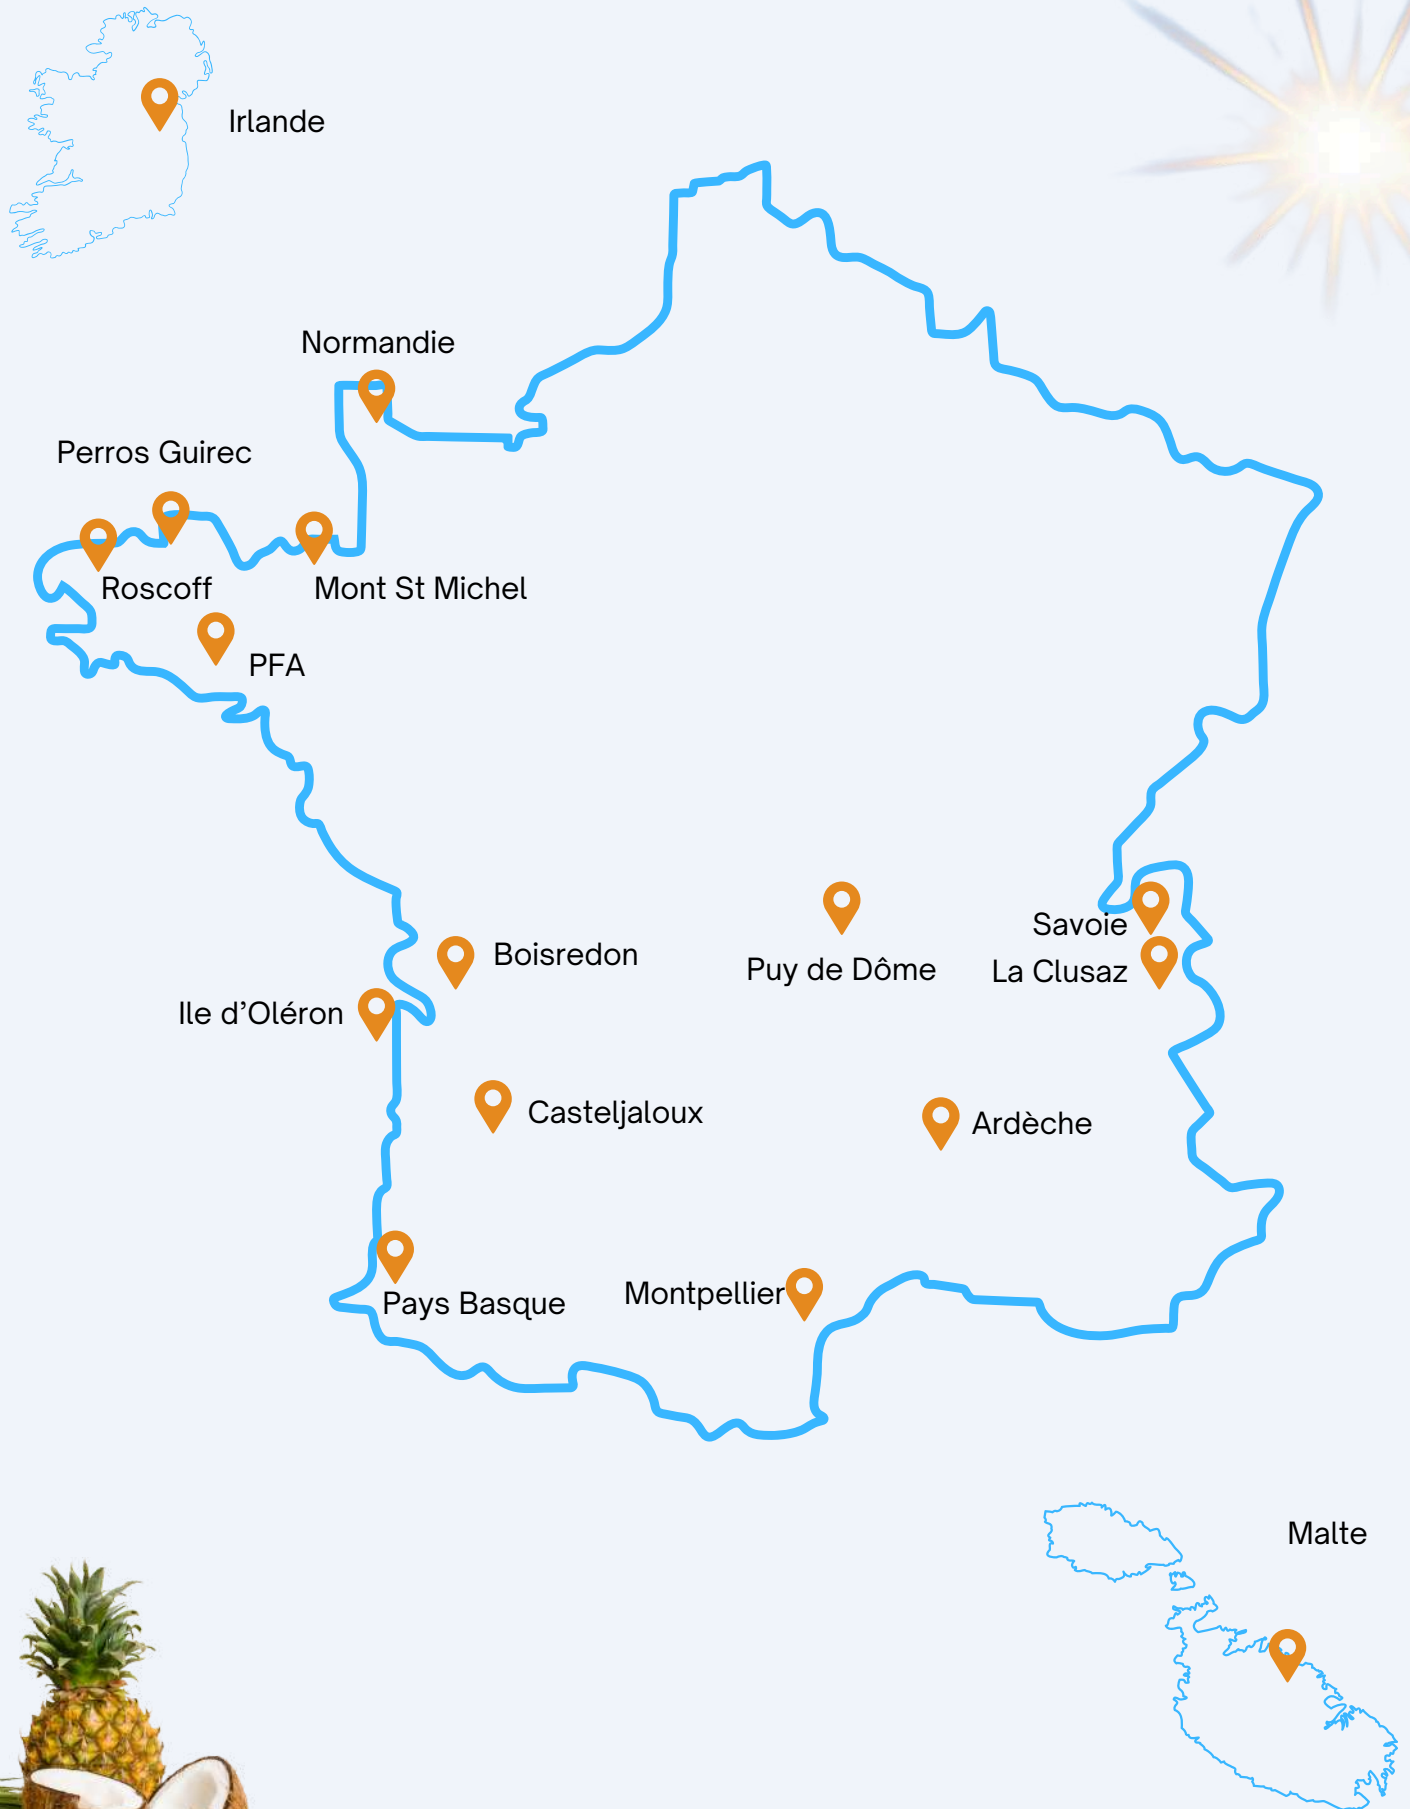 Irlande
Normandie
Perros Guirec
Roscoff
Mont St Michel
PFA
Savoie
Boisredon
Puy de Dôme
La Clusaz
Ile d’Oléron
Casteljaloux
Ardèche
Pays Basque
Montpellier
Malte